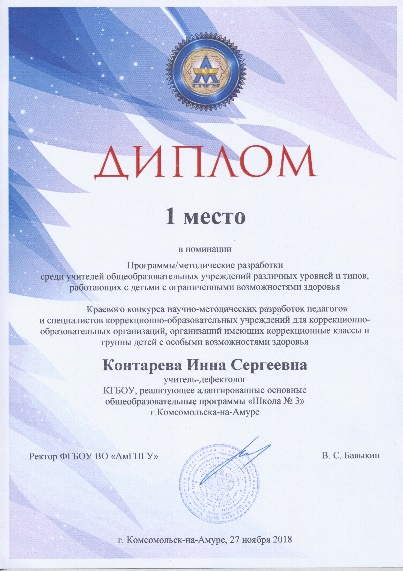 ДИПЛОМ
1 место
в номинации
Программы/методические разработки
среди учителей общеобразовательных учреждений различных уровней и типов,
работающих с детьми с ограниченными возможностями здоровья
Краевого конкурса научно-методических разработок педагогов
и специалистов коррекционно-образовательных учреждений для коррекционно-
образовательных организаций, организаций имеющих коррекционные классы и
группы детей с особыми возможностями здоровья
Контарева Инна Сергеевна
учитель-дефектолог
КГБОУ, реализующее адаптированные основные
общеобразовательные программы «Школа № 3»
г.Комсомольска-на-Амуре
Ректор ФГБОУ ВО «АмГПГУ»
В. С. Бавыкин
г. Комсомольск-на-Амуре, 27 ноября 2018